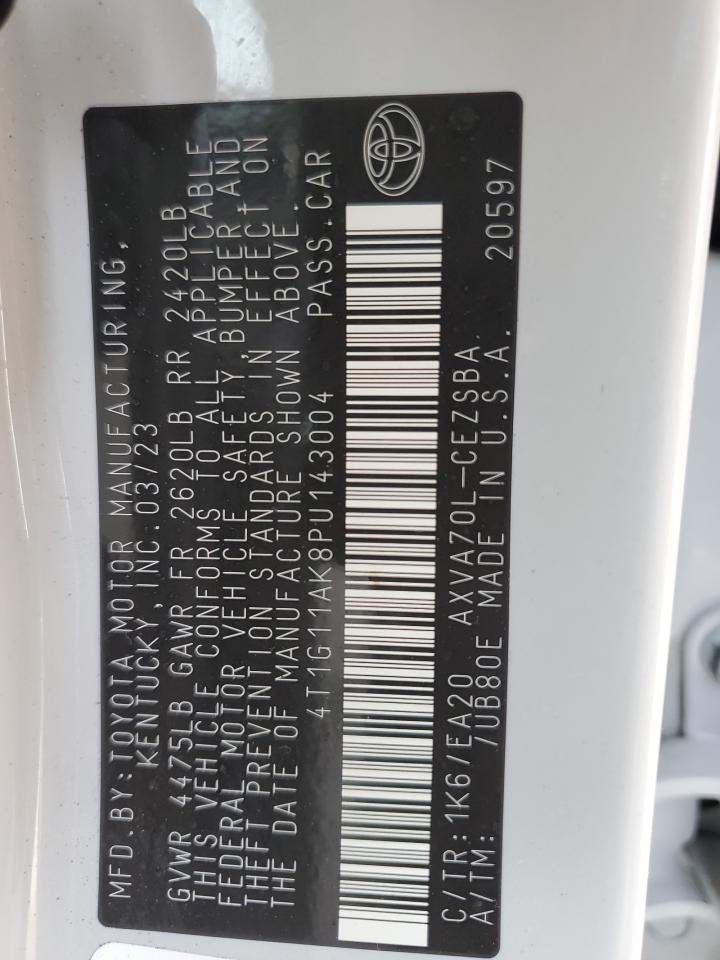 MFD.BY:TOYOTA MOTOR MANUFACTURING,
KENTUCKY, INC.03/23
GVWR 4475LB GAWR FR 2620LB RR 2420LB
THIS VEHICLE CONFORMS TO ALL APPLICABLE
FEDERAL MOTOR VEHICLE SAFETY, BUMPER,AND
THEFT PREVENTION STANDARDS IN EFFECT ON
THE DATE OF MANUFACTURE SHOWN ABOVE.
4T1G11AK8PU143004 PASS.CAR
C/TR:1K6/EA20 AXVA70L-CEZSBA
A/TM: 7UB80E MADE IN U.S.A. 20597